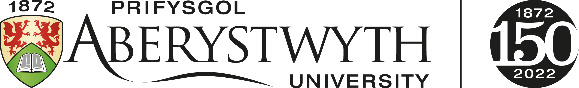 1872
PRIFYSGOL
ABERYSTWYTH
UNIVERSITY
1872
150
2022